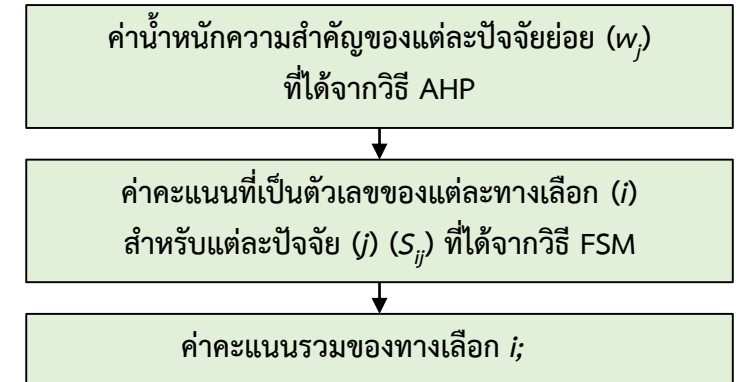 ค่าน้ำหนักความสำคัญของแต่ละปัจจัยย่อย (wj)
ที่ได้จากวิธี AHP
ค่าคะแนนที่เป็นตัวเลขของแต่ละทางเลือก (i)
สำหรับแต่ละปัจจัย (j) (Sij) ที่ได้จากวิธี FSM
ค่าคะแนนรวมของทางเลือก i;